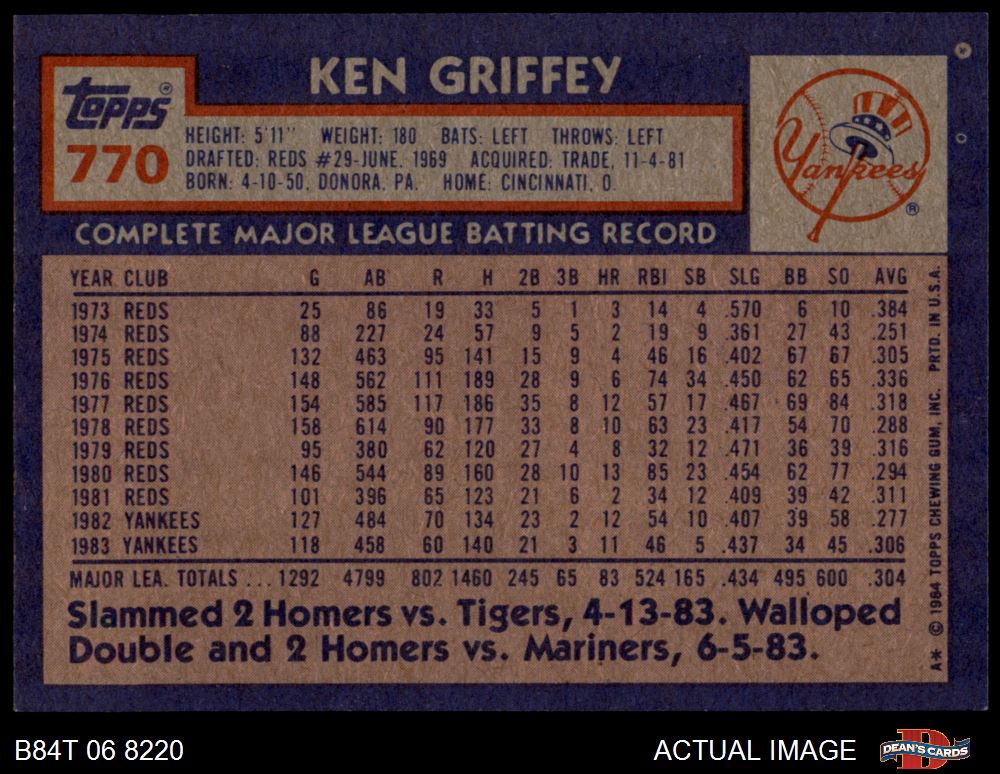 KEN GRIFFEY
Topps®
770
HEIGHT: 5'11" WEIGHT: 180 BATS: LEFT THROWS: LEFT
DRAFTED: REDS #29-JUNE, 1969 ACQUIRED: TRADE, 11-4-81
BORN: 4-10-50, DONORA, PA. HOME: CINCINNATI, O.
Yankees
®
COMPLETE MAJOR LEAGUE BATTING RECORD
YEAR CLUB G AB R H 2B 3B HR RBI SB SLG BB SO AVG
1973 REDS 25 86 19 33 5 1 3 14 4 .570 6 10 .384
1974 REDS 88 227 24 57 9 5 2 19 9 .361 27 43 .251
1975 REDS 132 463 95 141 15 9 4 46 16 .402 67 67 .305
1976 REDS 148 562 111 189 28 9 6 74 34 .450 62 65 .336
1977 REDS 154 585 117 186 35 8 12 57 17 .467 69 84 .318
1978 REDS 158 614 90 177 33 8 10 63 23 .417 54 70 .288
1979 REDS 95 380 62 120 27 4 8 32 12 .471 36 39 .316
1980 REDS 146 544 89 160 28 10 13 85 23 .454 62 77 .294
1981 REDS 101 396 65 123 21 6 2 34 12 .409 39 42 .311
1982 YANKEES 127 484 70 134 23 2 12 54 10 .407 39 58 .277
1983 YANKEES 118 458 60 140 21 3 11 46 5 .437 34 45 .306
MAJOR LEA. TOTALS ... 1292 4799 802 1460 245 65 83 524 165 .434 495 600 .304
Slammed 2 Homers vs. Tigers, 4-13-83. Walloped
Double and 2 Homers vs. Mariners, 6-5-83.
A* © 1984 TOPPS CHEWING GUM, INC. PRTD. IN U.S.A.
B84T 06 8220
ACTUAL IMAGE
DEAN'S CARDS